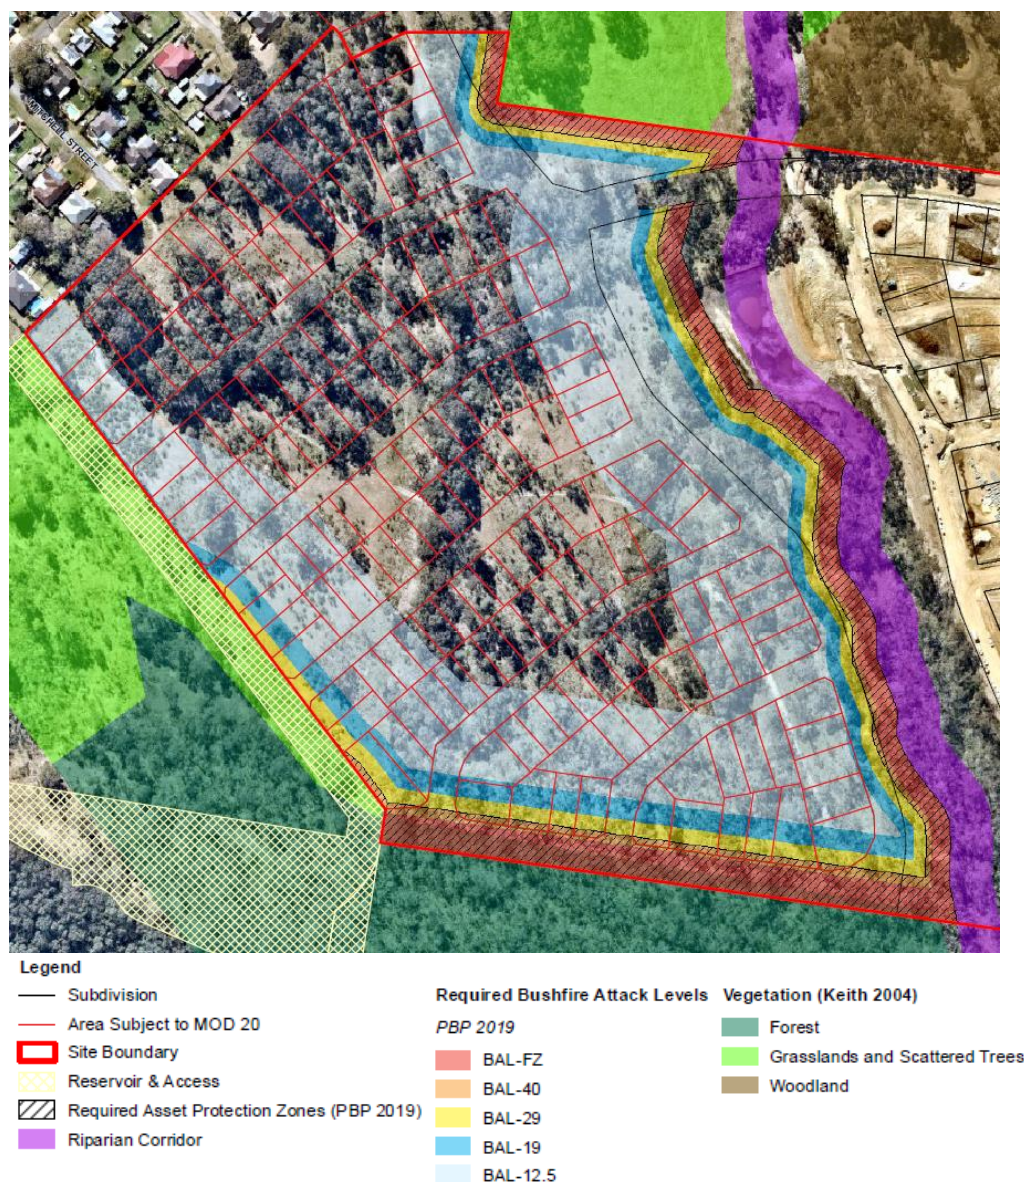 MITCHELL STREET
Legend
Subdivision
Area Subject to MOD 20
Site Boundary
Reservoir & Access
Required Asset Protection Zones (PBP 2019)
Riparian Corridor
Required Bushfire Attack Levels
PBP 2019
BAL-FZ
BAL-40
BAL-29
BAL-19
BAL-12.5
Vegetation (Keith 2004)
Forest
Grasslands and Scattered Trees
Woodland